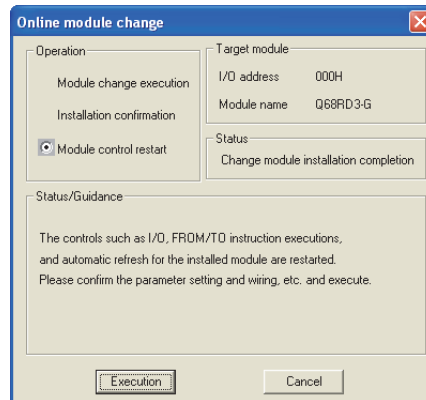 Online module change
Operation
Module change execution
Installation confirmation
Module control restart
Target module
I/O address 000H
Module name Q68RD3-G
Status
Change module installation completion
Status/Guidance
The controls such as I/O, FROM/TO instruction executions,
and automatic refresh for the installed module are restarted.
Please confirm the parameter setting and wiring, etc. and execute.
Execution Cancel